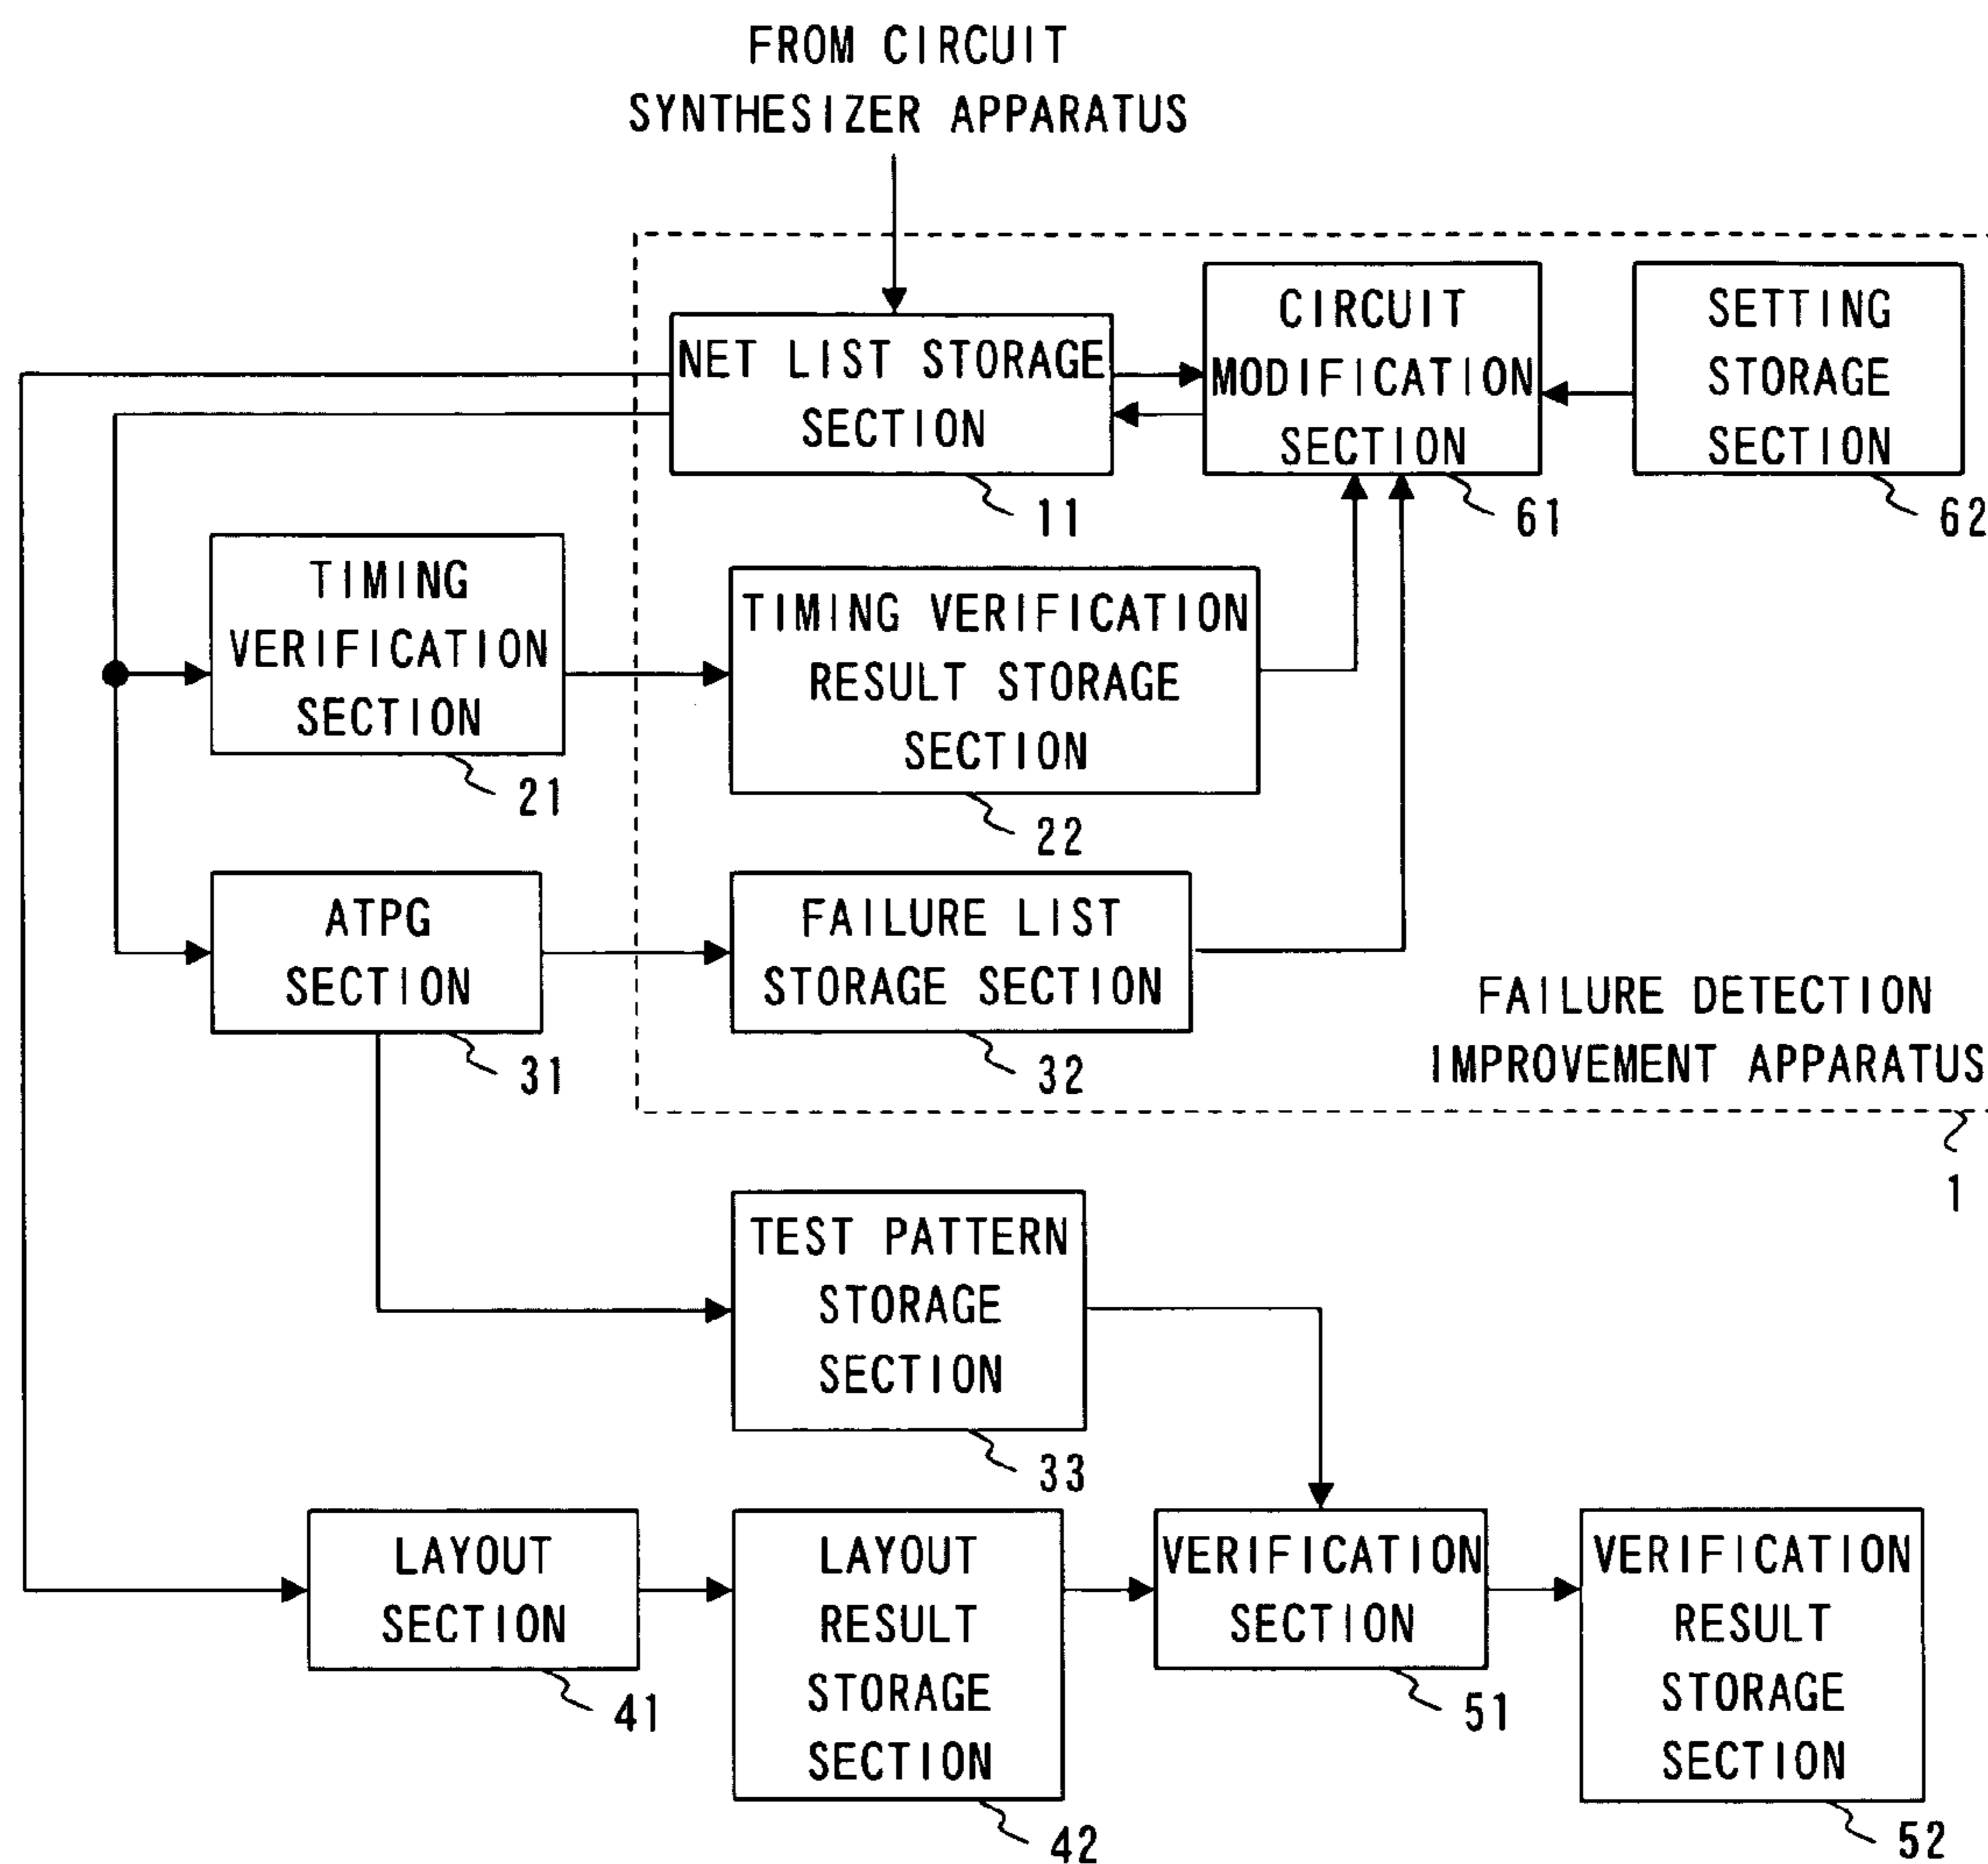 FROM CIRCUIT
SYNTHESIZER APPARATUS
NET LIST STORAGE
SECTION
11
CIRCUIT
MODIFICATION
SECTION
61
SETTING
STORAGE
SECTION
62
TIMING
VERIFICATION
SECTION
21
TIMING VERIFICATION
RESULT STORAGE
SECTION
22
ATPG
SECTION
31
FAILURE LIST
STORAGE SECTION
32
FAILURE DETECTION
IMPROVEMENT APPARATUS
1
TEST PATTERN
STORAGE
SECTION
33
LAYOUT
SECTION
41
LAYOUT
RESULT
STORAGE
SECTION
42
VERIFICATION
SECTION
51
VERIFICATION
RESULT
STORAGE
SECTION
52